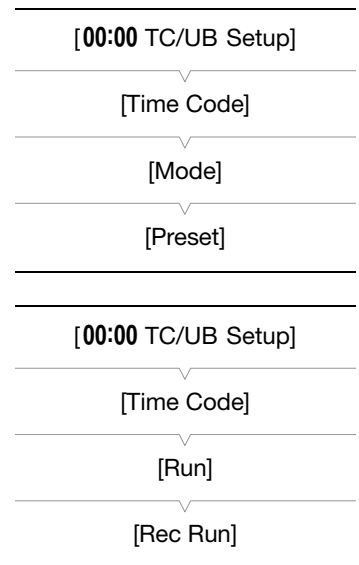 [00:00 TC/UB Setup]
[Time Code]
[Mode]
[Preset]
[00:00 TC/UB Setup]
[Time Code]
[Run]
[Rec Run]